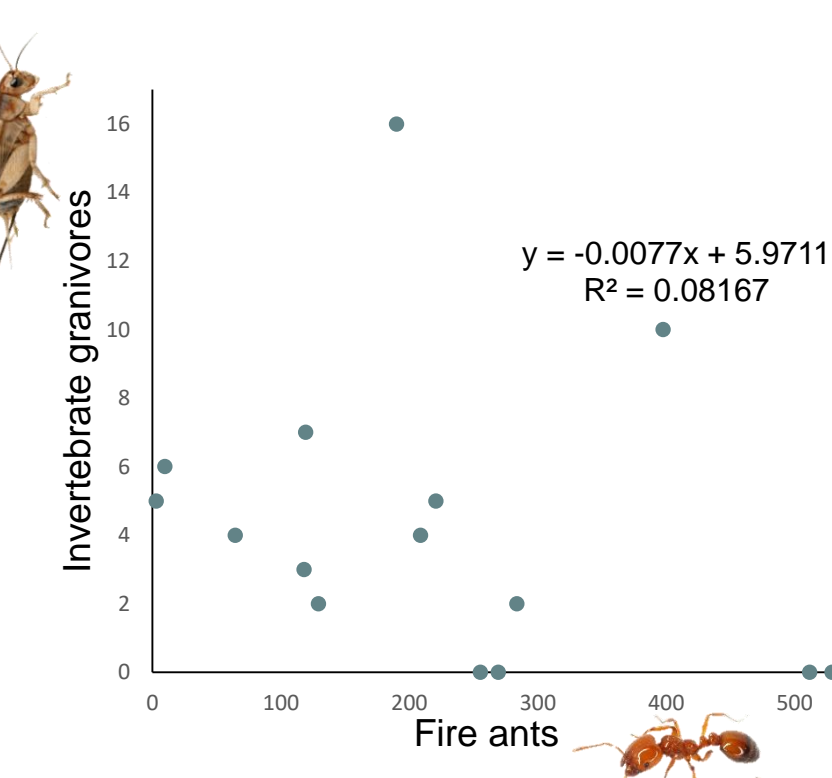 16
14
12
10
8
6
4
2
0
Invertebrate granivores
y = -0.0077x + 5.9711
R² = 0.08167
0 100 200 300 400 500
Fire ants